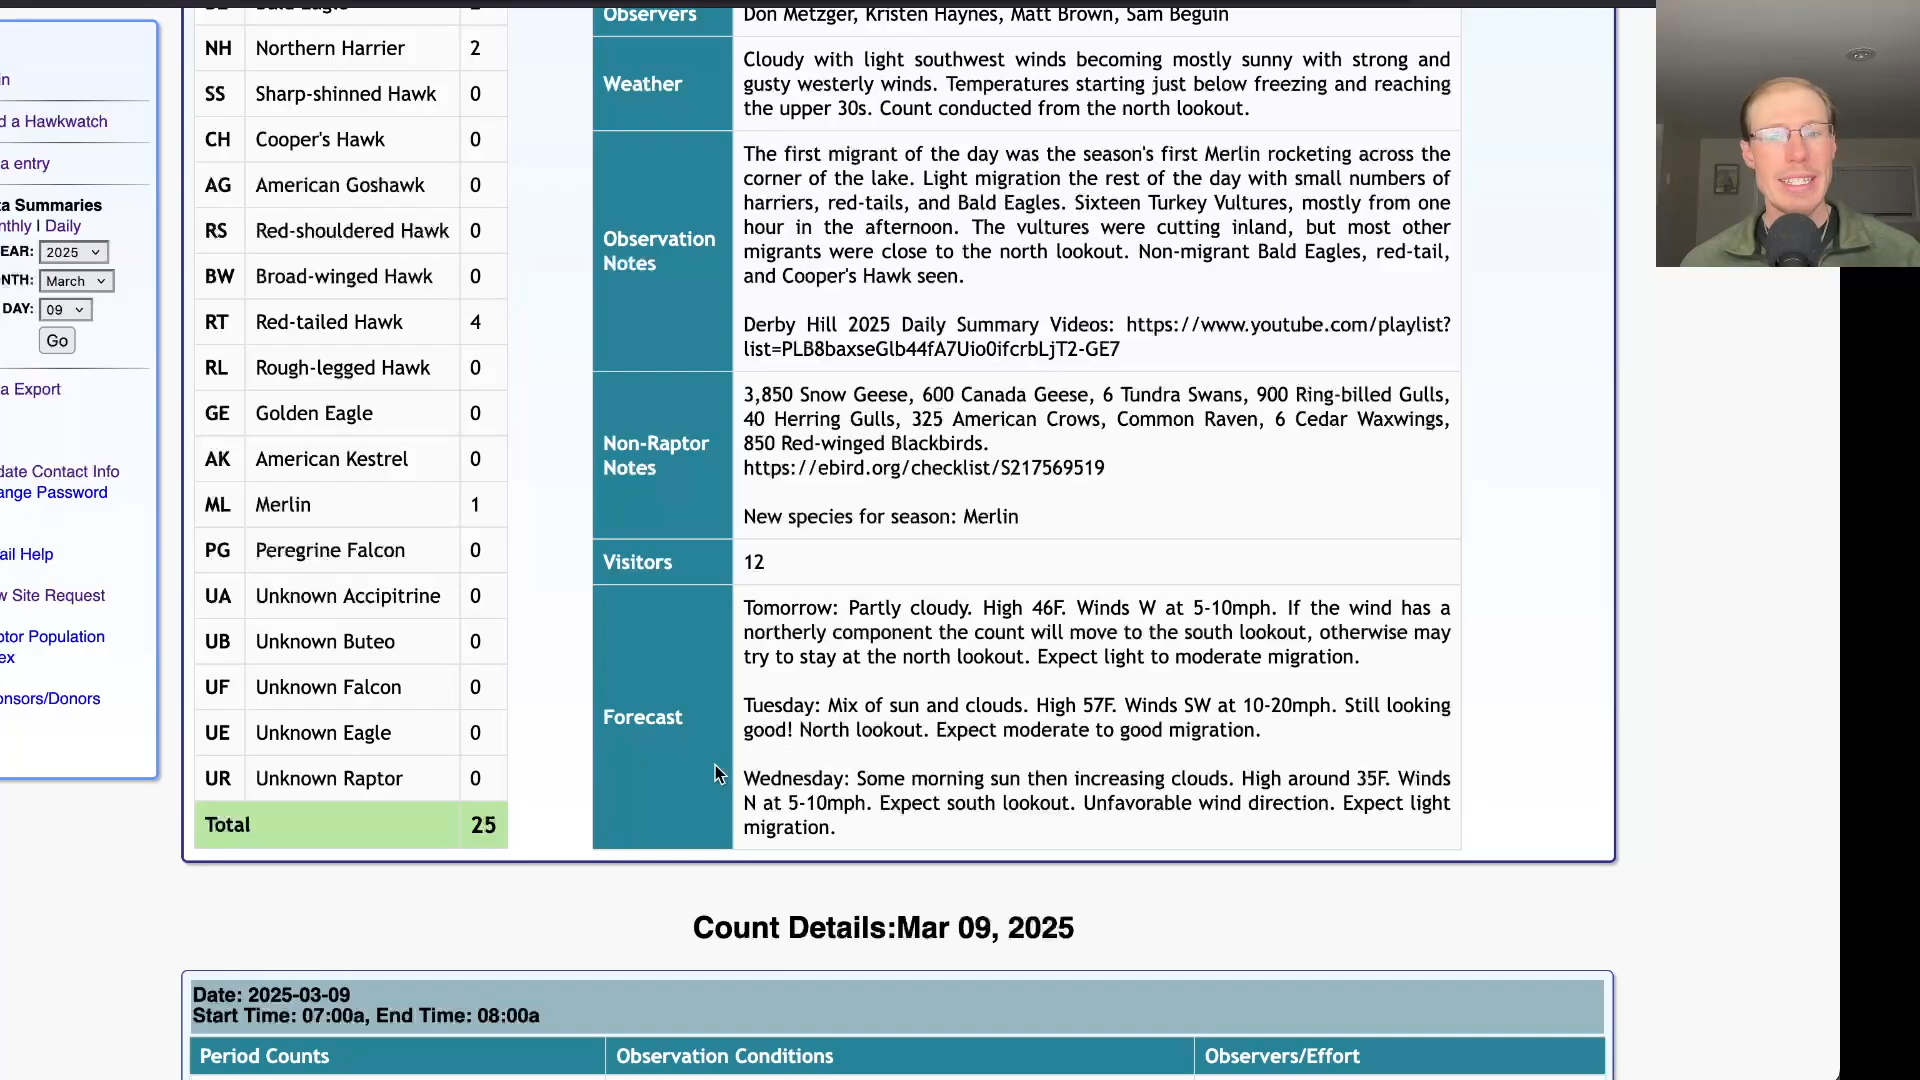 Bald Eagle
NH Northern Harrier 2
SS Sharp-shinned Hawk 0
CH Cooper's Hawk 0
AG American Goshawk 0
RS Red-shouldered Hawk 0
BW Broad-winged Hawk 0
RT Red-tailed Hawk 4
RL Rough-legged Hawk 0
GE Golden Eagle 0
AK American Kestrel 0
ML Merlin 1
PG Peregrine Falcon 0
UA Unknown Accipitrine 0
UB Unknown Buteo 0
UF Unknown Falcon 0
UE Unknown Eagle 0
UR Unknown Raptor 0
Total 25
in
d a Hawkwatch
a entry
ta Summaries
nthly | Daily
EAR: 2025
NTH: March
DAY: 09
Go
a Export
date Contact Info
ange Password
ail Help
w Site Request
ptor Population
ex
onsors/Donors
Observers
Don Metzger, Kristen Haynes, Matt Brown, Sam Beguin
Weather
Cloudy with light southwest winds becoming mostly sunny with strong and
gusty westerly winds. Temperatures starting just below freezing and reaching
the upper 30s. Count conducted from the north lookout.
Observation
Notes
The first migrant of the day was the season's first Merlin rocketing across the
corner of the lake. Light migration the rest of the day with small numbers of
harriers, red-tails, and Bald Eagles. Sixteen Turkey Vultures, mostly from one
hour in the afternoon. The vultures were cutting inland, but most other
migrants were close to the north lookout. Non-migrant Bald Eagles, red-tail,
and Cooper's Hawk seen.
Derby Hill 2025 Daily Summary Videos: https://www.youtube.com/playlist?
list=PLB8baxseGlb44fA7Uio0ifcrbLjT2-GE7
Non-Raptor
Notes
3,850 Snow Geese, 600 Canada Geese, 6 Tundra Swans, 900 Ring-billed Gulls,
40 Herring Gulls, 325 American Crows, Common Raven, 6 Cedar Waxwings,
850 Red-winged Blackbirds.
https://ebird.org/checklist/S217569519
New species for season: Merlin
Visitors
12
Forecast
Tomorrow: Partly cloudy. High 46F. Winds W at 5-10mph. If the wind has a
northerly component the count will move to the south lookout, otherwise may
try to stay at the north lookout. Expect light to moderate migration.
Tuesday: Mix of sun and clouds. High 57F. Winds SW at 10-20mph. Still looking
good! North lookout. Expect moderate to good migration.
Wednesday: Some morning sun then increasing clouds. High around 35F. Winds
N at 5-10mph. Expect south lookout. Unfavorable wind direction. Expect light
migration.
Count Details:Mar 09, 2025
Date: 2025-03-09
Start Time: 07:00a, End Time: 08:00a
Period Counts
Observation Conditions
Observers/Effort